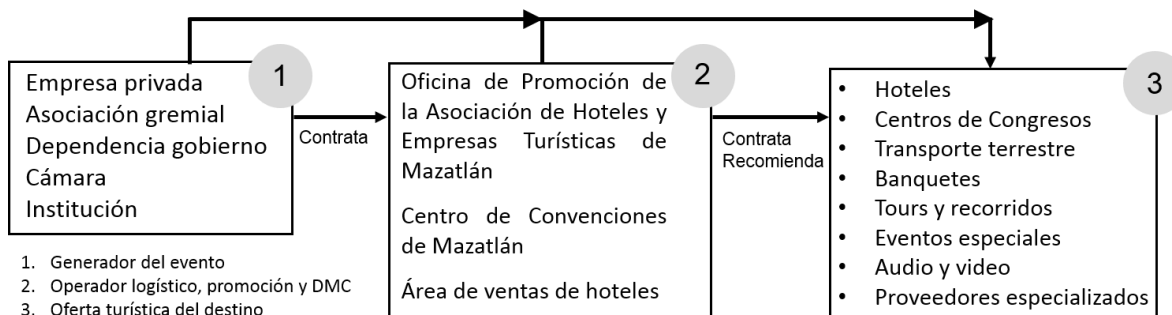 1
Empresa privada
Asociación gremial
Dependencia gobierno
Cámara
Institución
Contrata
2
Oficina de Promoción de
la Asociación de Hoteles y
Empresas Turísticas de
Mazatlán
Centro de Convenciones
de Mazatlán
Área de ventas de hoteles
Contrata
Recomienda
3
• Hoteles
• Centros de Congresos
• Transporte terrestre
• Banquetes
• Tours y recorridos
• Eventos especiales
• Audio y video
• Proveedores especializados
1. Generador del evento
2. Operador logístico, promoción y DMC
3. Oferta turística del destino